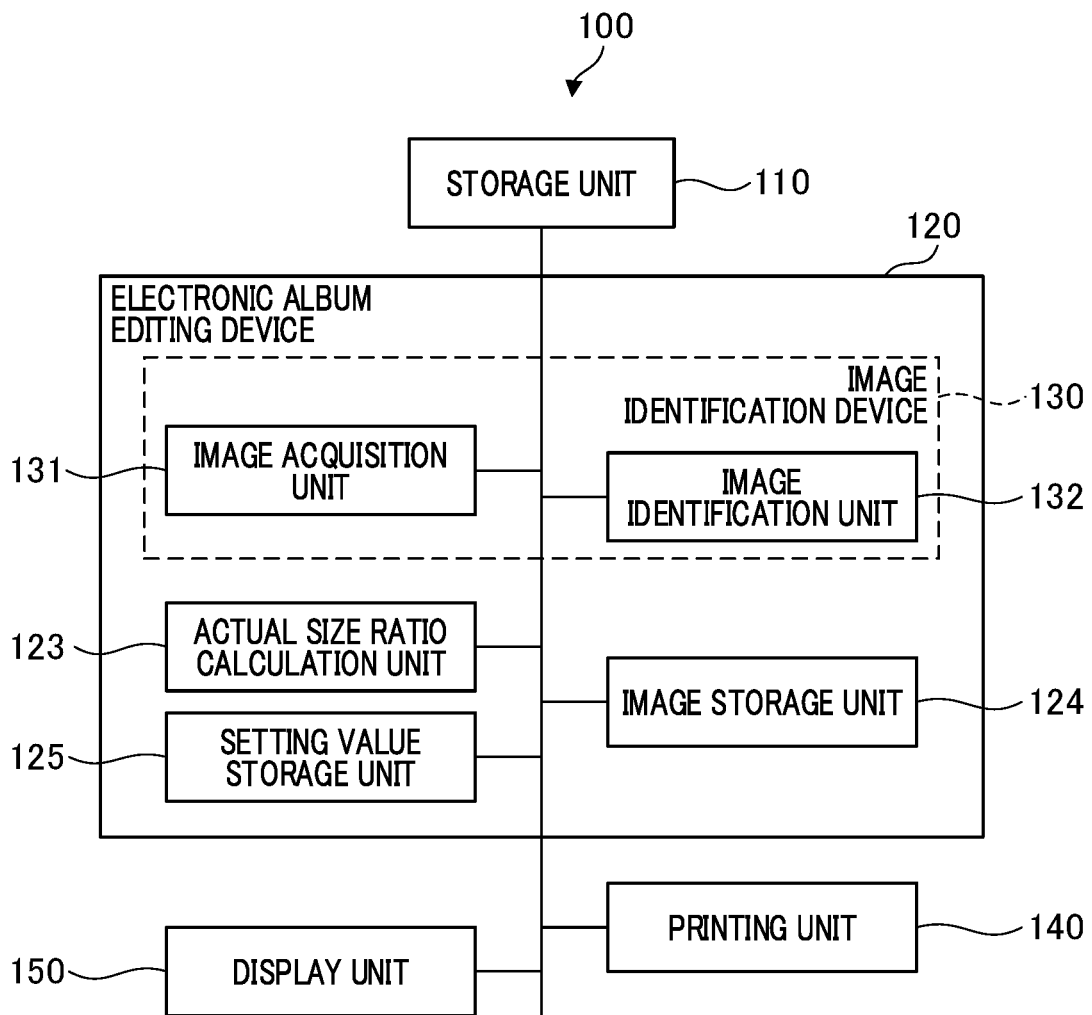 100
STORAGE UNIT
110
120
ELECTRONIC ALBUM
EDITING DEVICE
IMAGE
IDENTIFICATION DEVICE
130
131
IMAGE ACQUISITION
UNIT
IMAGE
IDENTIFICATION UNIT
132
123
ACTUAL SIZE RATIO
CALCULATION UNIT
IMAGE STORAGE UNIT
124
125
SETTING VALUE
STORAGE UNIT
PRINTING UNIT
140
150
DISPLAY UNIT